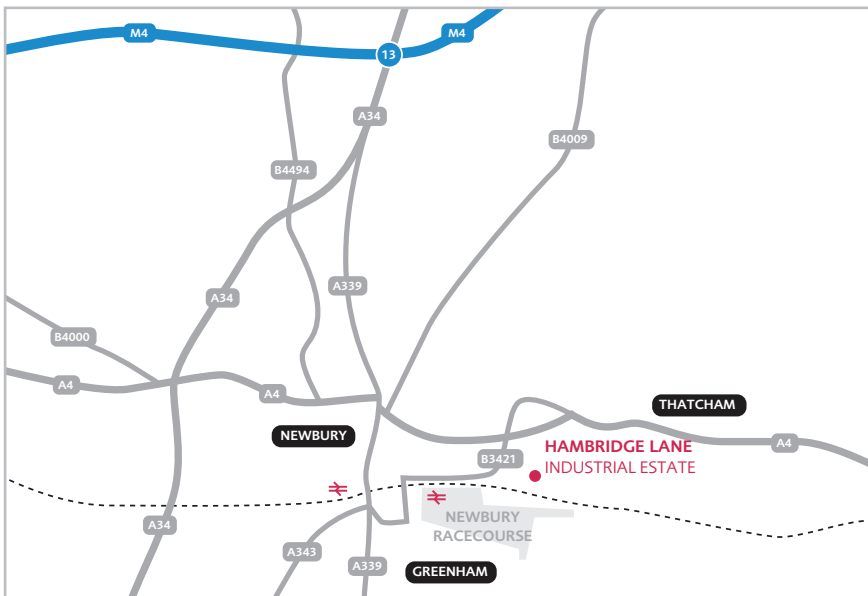 M4
M4
13
A34
B4009
B4494
A339
A34
B4000
A4
A4
THATCHAM
NEWBURY
A4
HAMBRIDGE LANE
INDUSTRIAL ESTATE
B3421
NEWBURY
RACECOURSE
A34
A343
A339
GREENHAM